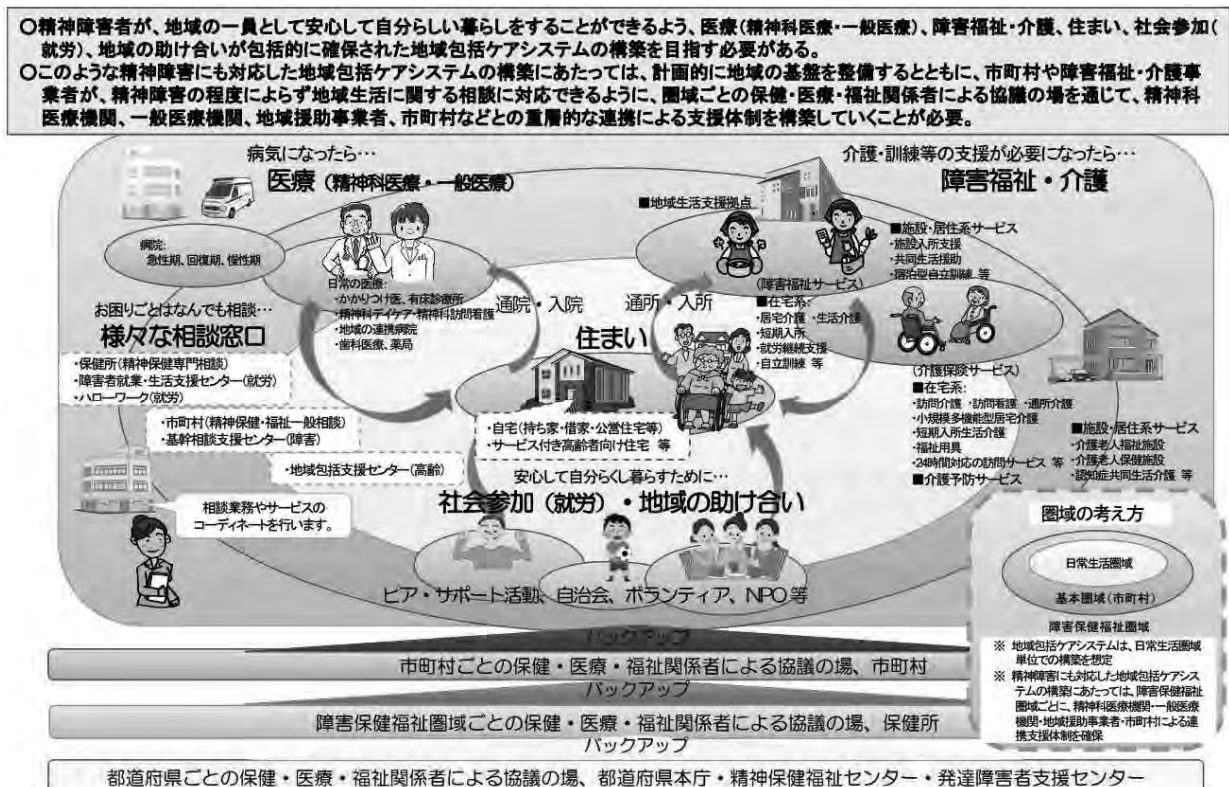 ○精神障害者が、地域の一員として安心して自分らしい暮らしをすることができるよう、医療(精神科医療・一般医療)、障害福祉・介護、住まい、社会参加(
就労)、地域の助け合いが包括的に確保された地域包括ケアシステムの構築を目指す必要がある。
○このような精神障害にも対応した地域包括ケアシステムの構築にあたっては、計画的に地域の基盤を整備するとともに、市町村や障害福祉・介護事
業者が、精神障害の程度によらず地域生活に関する相談に対応できるように、圏域ごとの保健・医療・福祉関係者による協議の場を通じて、精神科
医療機関、一般医療機関、地域援助事業者、市町村などとの重層的な連携による支援体制を構築していくことが必要。
病気になったら…
医療(精神科医療・一般医療)
病院:
急性期、回復期、慢性期
日常の医療:
・かかりつけ医、有床診療所
・精神科デイケア・精神科訪問看護
・地域の連携病院
・歯科医療、薬局
通院・入院
介護・訓練等の支援が必要になったら…
障害福祉・介護
■地域生活支援拠点
■施設・居住系サービス
・施設入所支援
・共同生活援助
・宿泊型自立訓練 等
通所・入所
(障害福祉サービス)
■在宅系:
・居宅介護 ・生活介護
・短期入所
・就労継続支援
・自立訓練 等
(介護保険サービス)
■在宅系:
・訪問介護 ・訪問看護 ・通所介護
・小規模多機能型居宅介護
・短期入所生活介護
・福祉用具
・24時間対応の訪問サービス 等
■介護予防サービス
■施設・居住系サービス
・介護老人福祉施設
・介護老人保健施設
・認知症共同生活介護 等
お困りごとはなんでも相談…
様々な相談窓口
・保健所(精神保健専門相談)
・障害者就業・生活支援センター(就労)
・ハローワーク(就労)
・市町村(精神保健・福祉一般相談)
・基幹相談支援センター(障害)
・地域包括支援センター(高齢)
相談業務やサービスの
コーディネートを行います。
住まい
・自宅(持ち家・借家・公営住宅等)
・サービス付き高齢者向け住宅 等
安心して自分らしく暮らすために…
社会参加(就労)・地域の助け合い
ピア・サポート活動、自治会、ボランティア、NPO 等
圏域の考え方
日常生活圏域
基本圏域(市町村)
障害保健福祉圏域
※ 地域包括ケアシステムは、日常生活圏域
単位での構築を想定
※ 精神障害にも対応した地域包括ケアシス
テムの構築にあたっては、障害保健福祉
圏域ごとに、精神科医療機関・一般医療
機関・地域援助事業者・市町村による連
携支援体制を確保
バックアップ
市町村ごとの保健・医療・福祉関係者による協議の場、市町村
バックアップ
障害保健福祉圏域ごとの保健・医療・福祉関係者による協議の場、保健所
バックアップ
都道府県ごとの保健・医療・福祉関係者による協議の場、都道府県本庁・精神保健福祉センター・発達障害者支援センター